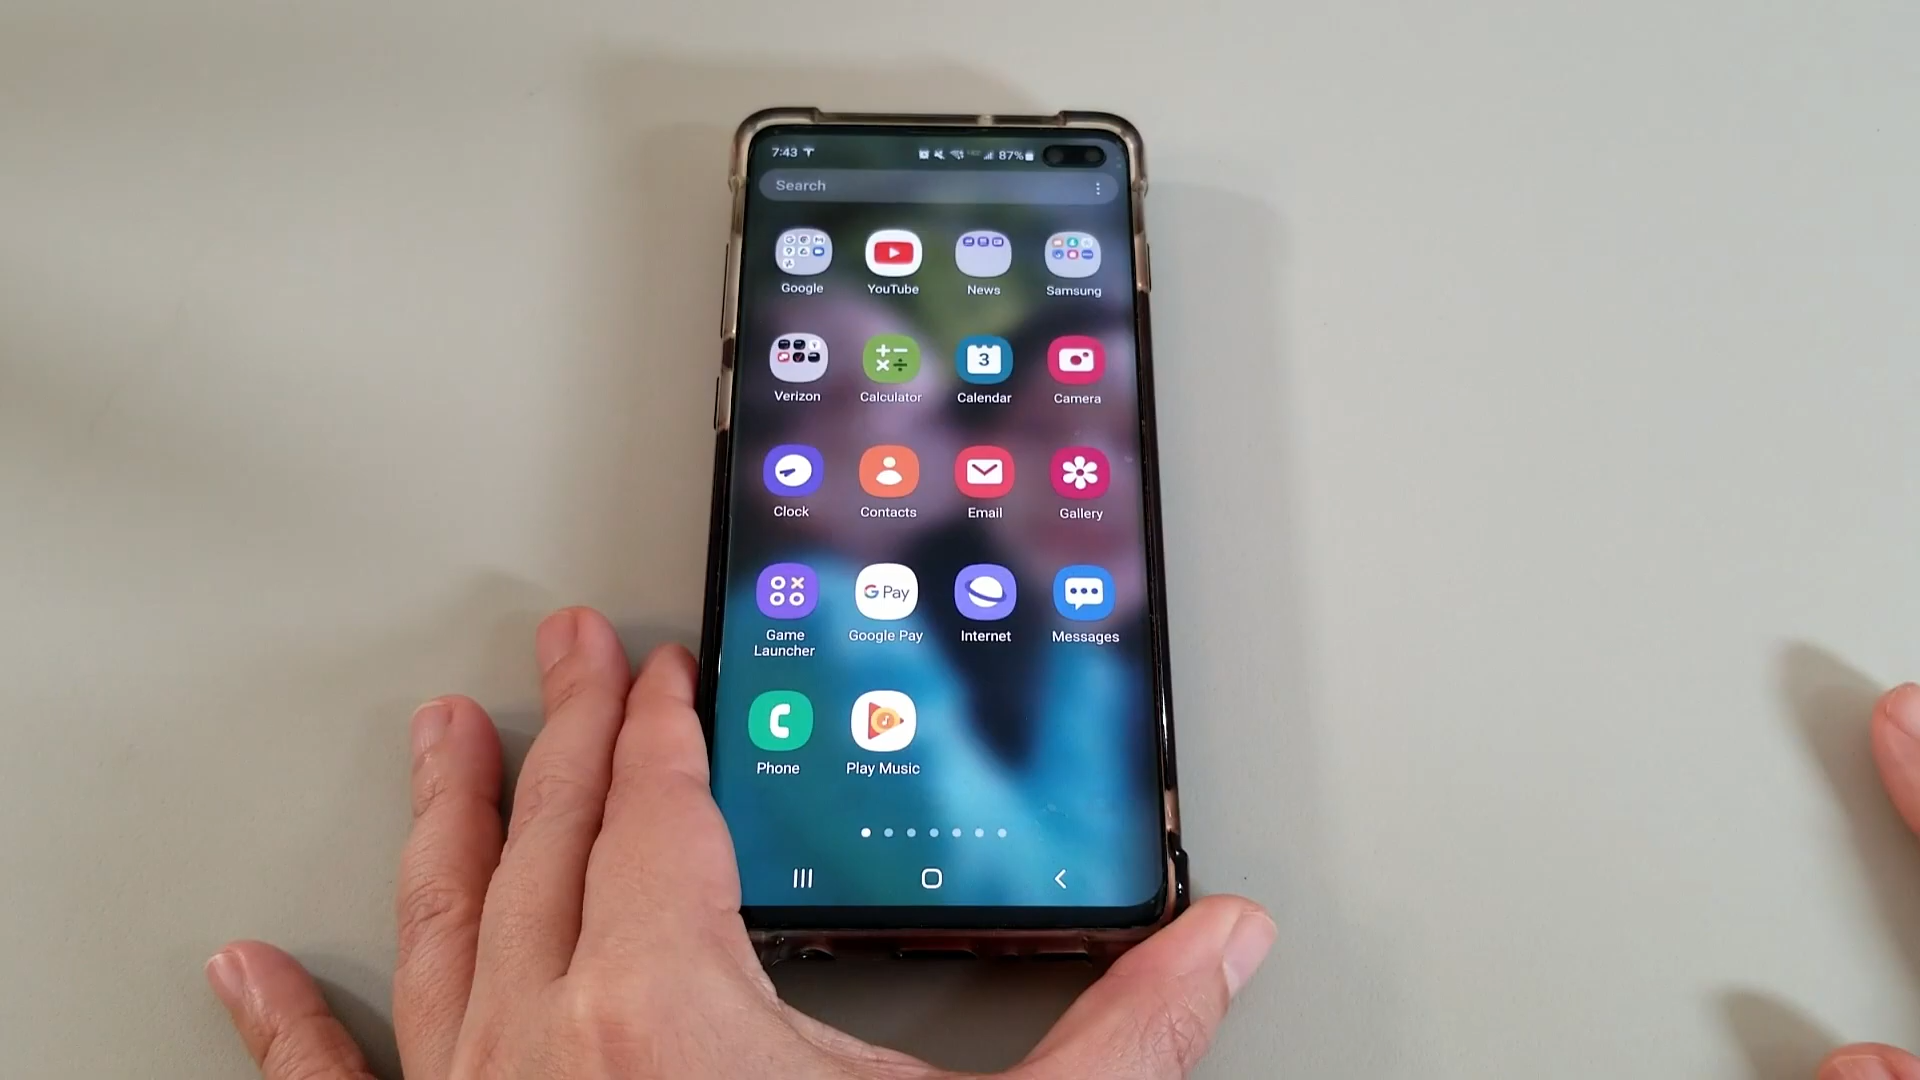 7:43 87%
Search
Google YouTube News Samsung
3
Verizon Calculator Calendar Camera
Clock Contacts Email Gallery
G Pay
Game Launcher Google Pay Internet Messages
Phone Play Music